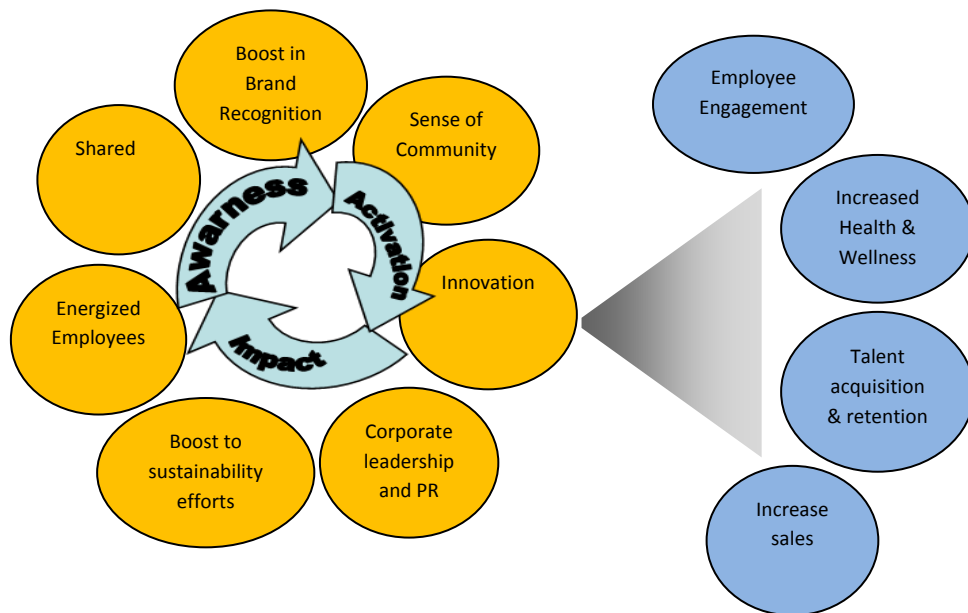 Boost in
Brand
Recognition
Sense of
Community
Shared
Awarness
Activation
Impact
Innovation
Energized
Employees
Boost to
sustainability
efforts
Corporate
leadership
and PR
Employee
Engagement
Increased
Health &
Wellness
Talent
acquisition
& retention
Increase
sales